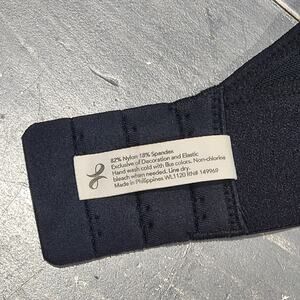 82% Nylon 18% Spandex
Exclusive of Decoration and Elastic
Hand wash cold with like colors. Non-chlorine
bleach when needed. Line dry.
Made in Philippines WL1120 RN# 149969